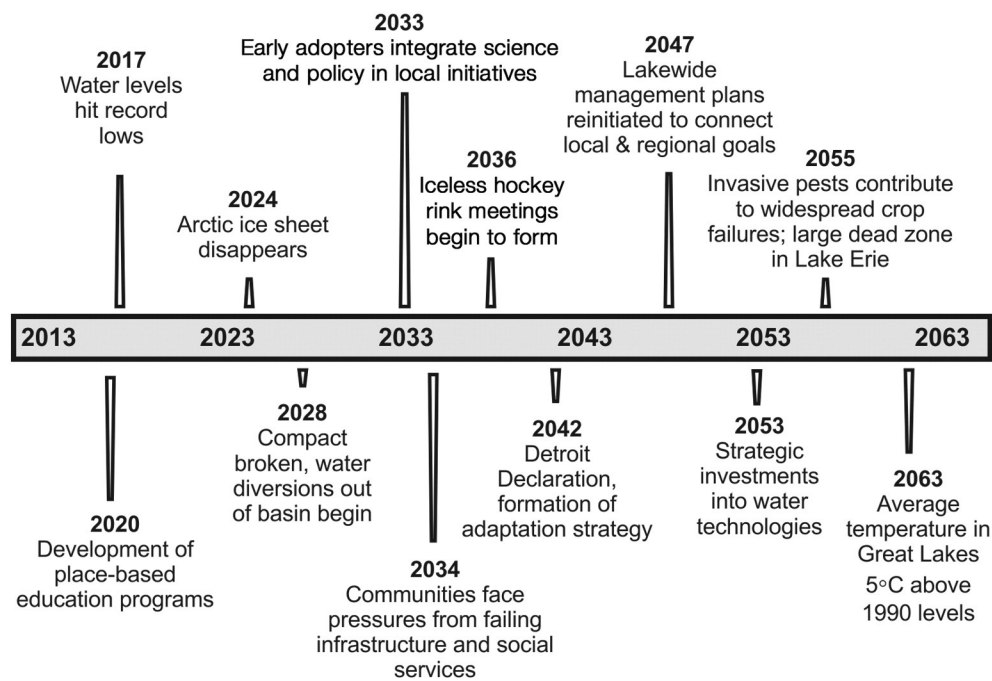 2017
Water levels
hit record
lows
2024
Arctic ice sheet
disappears
2033
Early adopters integrate science
and policy in local initiatives
2036
Iceless hockey
rink meetings
begin to form
2047
Lakewide
management plans
reinitiated to connect
local & regional goals
2055
Invasive pests contribute
to widespread crop
failures; large dead zone
in Lake Erie
2013 2023 2033 2043 2053 2063
2020
Development of
place-based
education programs
2028
Compact
broken, water
diversions out
of basin begin
2034
Communities face
pressures from failing
infrastructure and social
services
2042
Detroit
Declaration,
formation of
adaptation strategy
2053
Strategic
investments
into water
technologies
2063
Average
temperature in
Great Lakes
5°C above
1990 levels